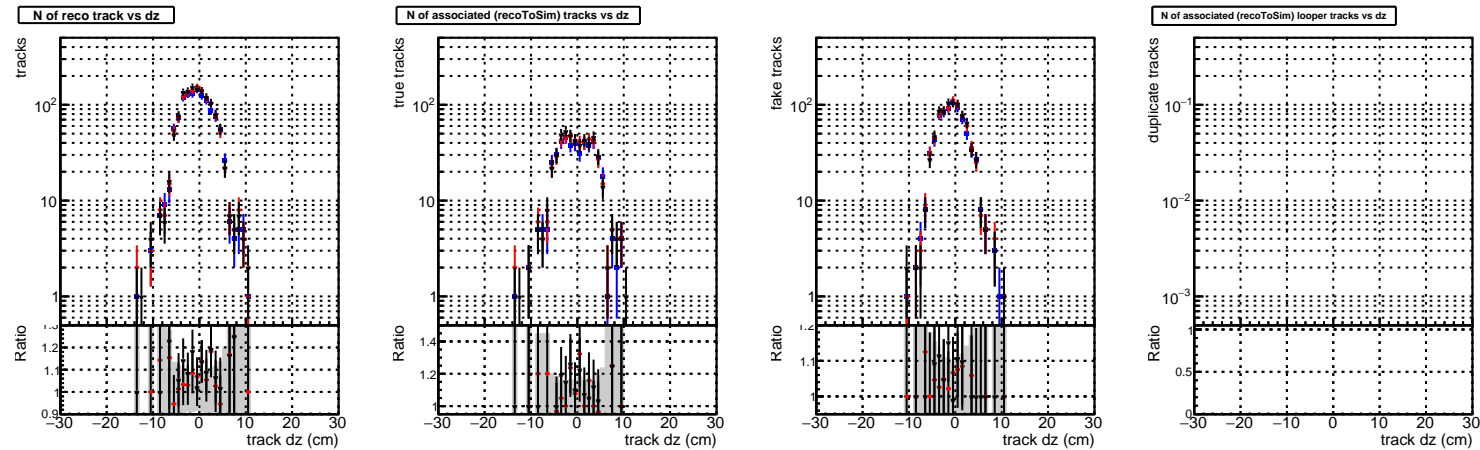 N of reco track vs dz
tracks
10²
10
1
Ratio
1.3
1.2
1.1
1
0.9
−30 −20 −10 0 10 20 30
track dz (cm)
N of associated (recoToSim) tracks vs dz
true tracks
10²
10
1
Ratio
1.4
1.2
1
−30 −20 −10 0 10 20 30
track dz (cm)
fake tracks
10²
10
1
Ratio
1.2
1.1
1
−30 −20 −10 0 10 20 30
track dz (cm)
N of associated (recoToSim) looper tracks vs dz
duplicate tracks
10⁻¹
10⁻²
10⁻³
Ratio
1
0.5
0
−30 −20 −10 0 10 20 30
track dz (cm)